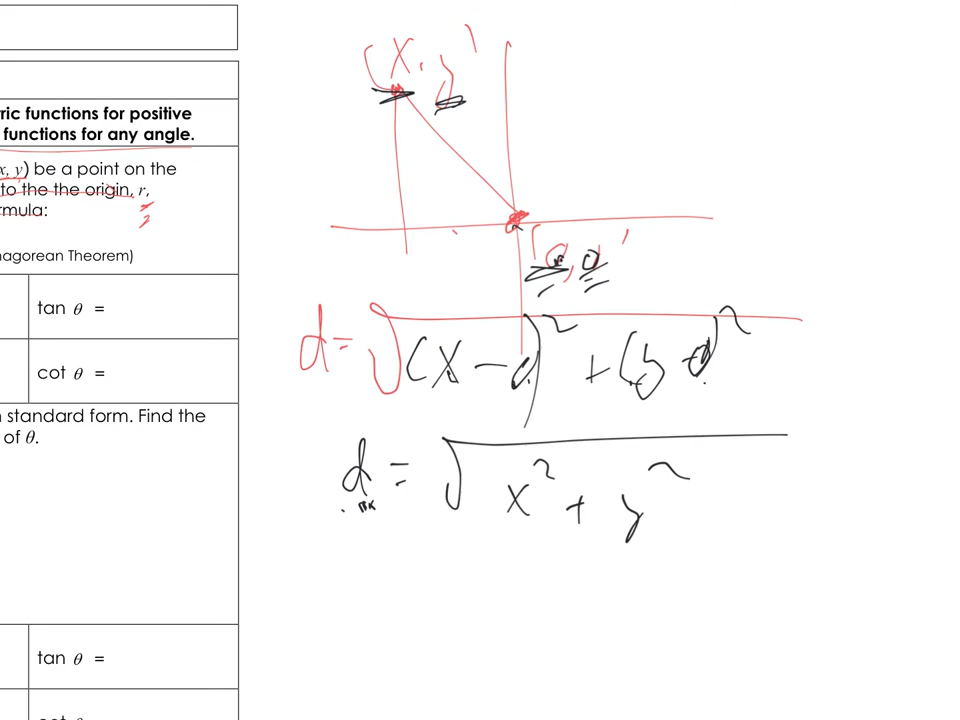 ric functions for positive
functions for any angle.
x, y) be a point on the
to the the origin, r,
rmula:
nagorean Theorem)
tan θ =
cot θ =
n standard form. Find the
of θ.
tan θ =
(x, y)
(0, 0)
d = √(x - 0)² + (y - 0)²
d = √x² + y²